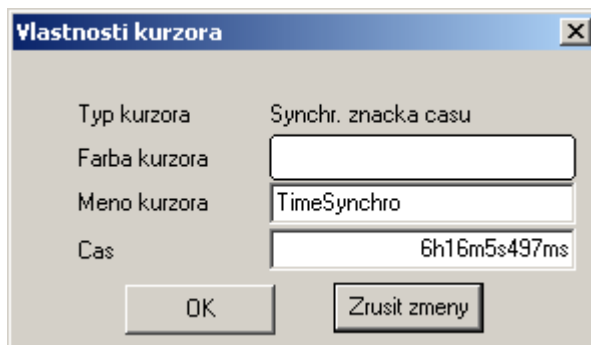 Vlastnosti kurzora
Typ kurzora Synchr. znacka casu
Farba kurzora
Meno kurzora TimeSynchro
Cas 6h16m5s497ms
OK Zrusit zmeny